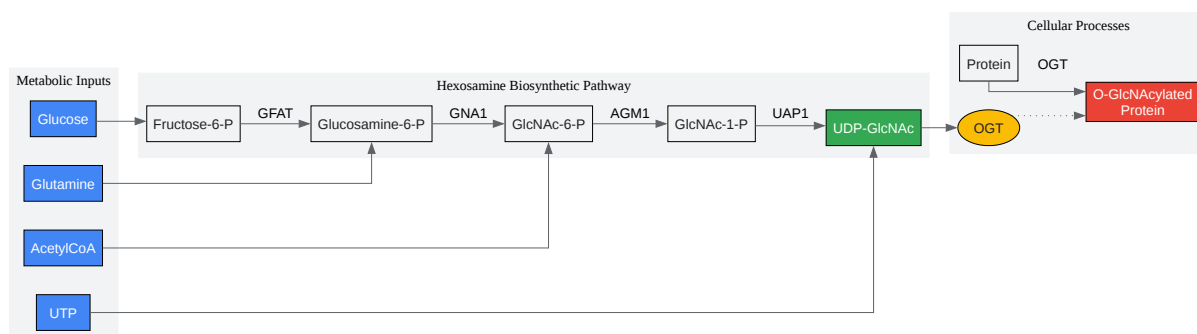 Cellular Processes
Protein
OGT
O-GlcNAcylated
Protein
OGT
Metabolic Inputs
Glucose
Glutamine
AcetylCoA
UTP
Hexosamine Biosynthetic Pathway
Fructose-6-P
GFAT
Glucosamine-6-P
GNA1
GlcNAc-6-P
AGM1
GlcNAc-1-P
UAP1
UDP-GlcNAc